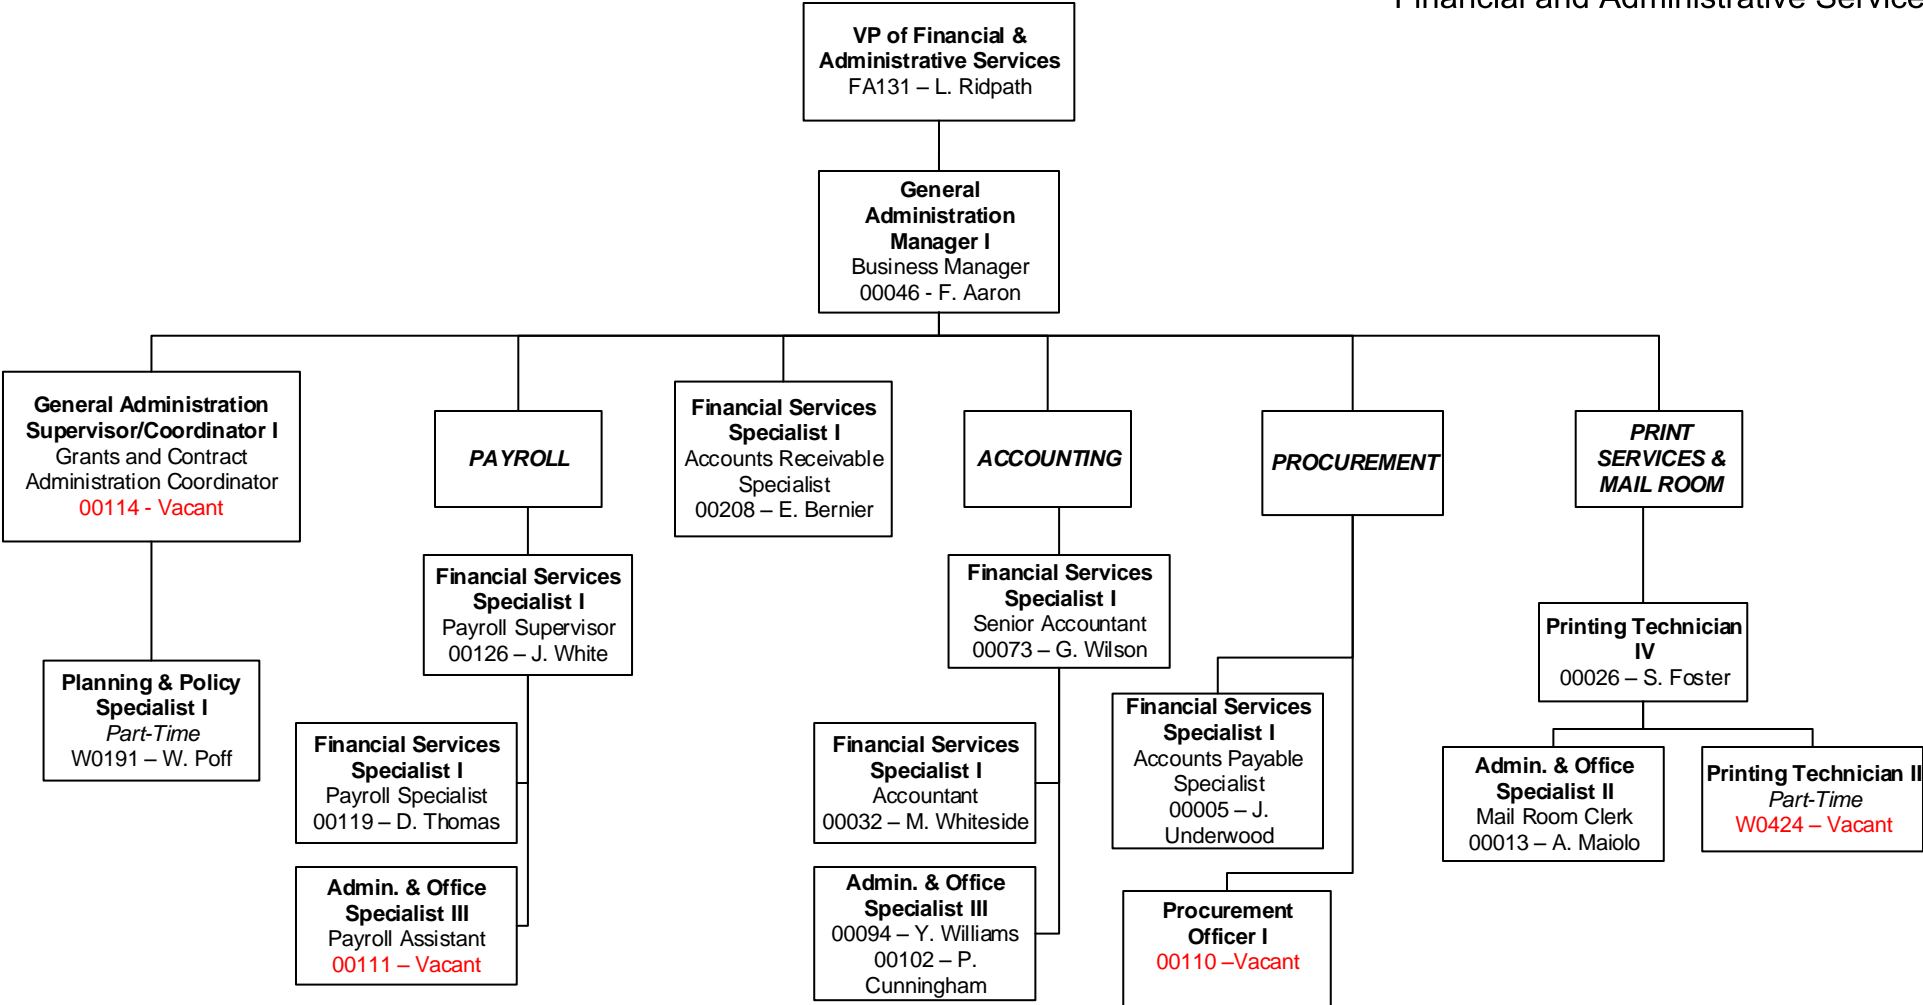 Financial and Administrative Service
VP of Financial &
Administrative Services
FA131 – L. Ridpath
General
Administration
Manager I
Business Manager
00046 - F. Aaron
General Administration
Supervisor/Coordinator I
Grants and Contract
Administration Coordinator
00114 - Vacant
Planning & Policy
Specialist I
Part-Time
W0191 – W. Poff
PAYROLL
Financial Services
Specialist I
Payroll Supervisor
00126 – J. White
Financial Services
Specialist I
Payroll Specialist
00119 – D. Thomas
Admin. & Office
Specialist III
Payroll Assistant
00111 – Vacant
Financial Services
Specialist I
Accounts Receivable
Specialist
00208 – E. Bernier
ACCOUNTING
Financial Services
Specialist I
Senior Accountant
00073 – G. Wilson
Financial Services
Specialist I
Accountant
00032 – M. Whiteside
Admin. & Office
Specialist III
00094 – Y. Williams
00102 – P.
Cunningham
PROCUREMENT
Financial Services
Specialist I
Accounts Payable
Specialist
00005 – J.
Underwood
Procurement
Officer I
00110 –Vacant
PRINT
SERVICES &
MAIL ROOM
Printing Technician
IV
00026 – S. Foster
Admin. & Office
Specialist II
Mail Room Clerk
00013 – A. Maiolo
Printing Technician II
Part-Time
W0424 – Vacant